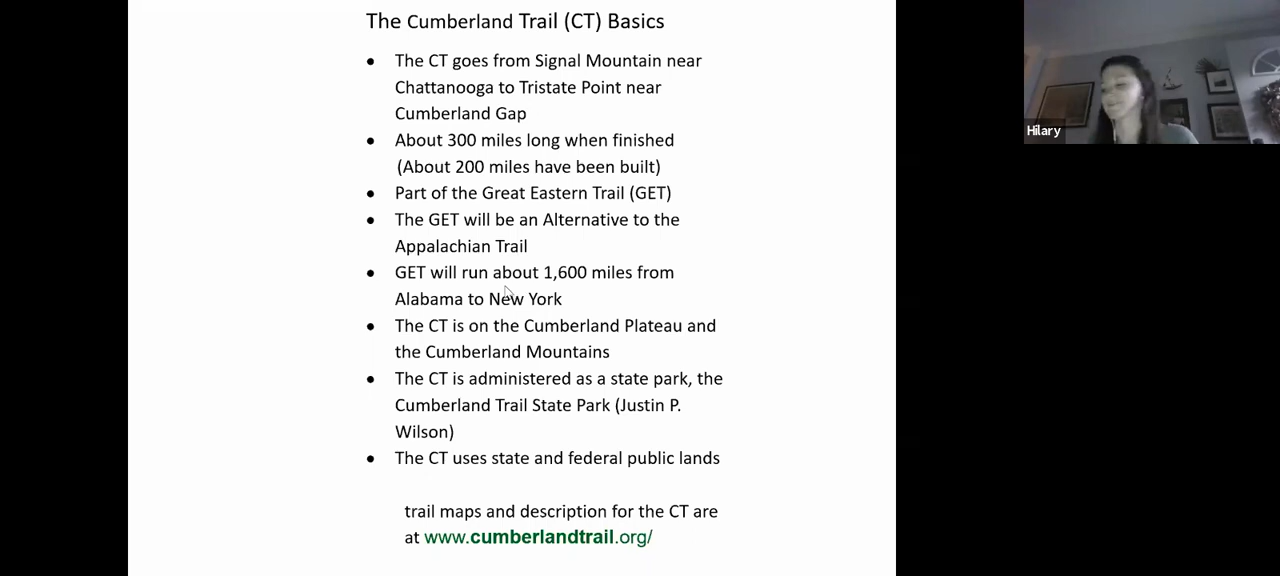 The Cumberland Trail (CT) Basics
• The CT goes from Signal Mountain near
Chattanooga to Tristate Point near
Cumberland Gap
• About 300 miles long when finished
(About 200 miles have been built)
• Part of the Great Eastern Trail (GET)
• The GET will be an Alternative to the
Appalachian Trail
• GET will run about 1,600 miles from
Alabama to New York
• The CT is on the Cumberland Plateau and
the Cumberland Mountains
• The CT is administered as a state park, the
Cumberland Trail State Park (Justin P.
Wilson)
• The CT uses state and federal public lands
trail maps and description for the CT are
at www.cumberlandtrail.org/
Hilary